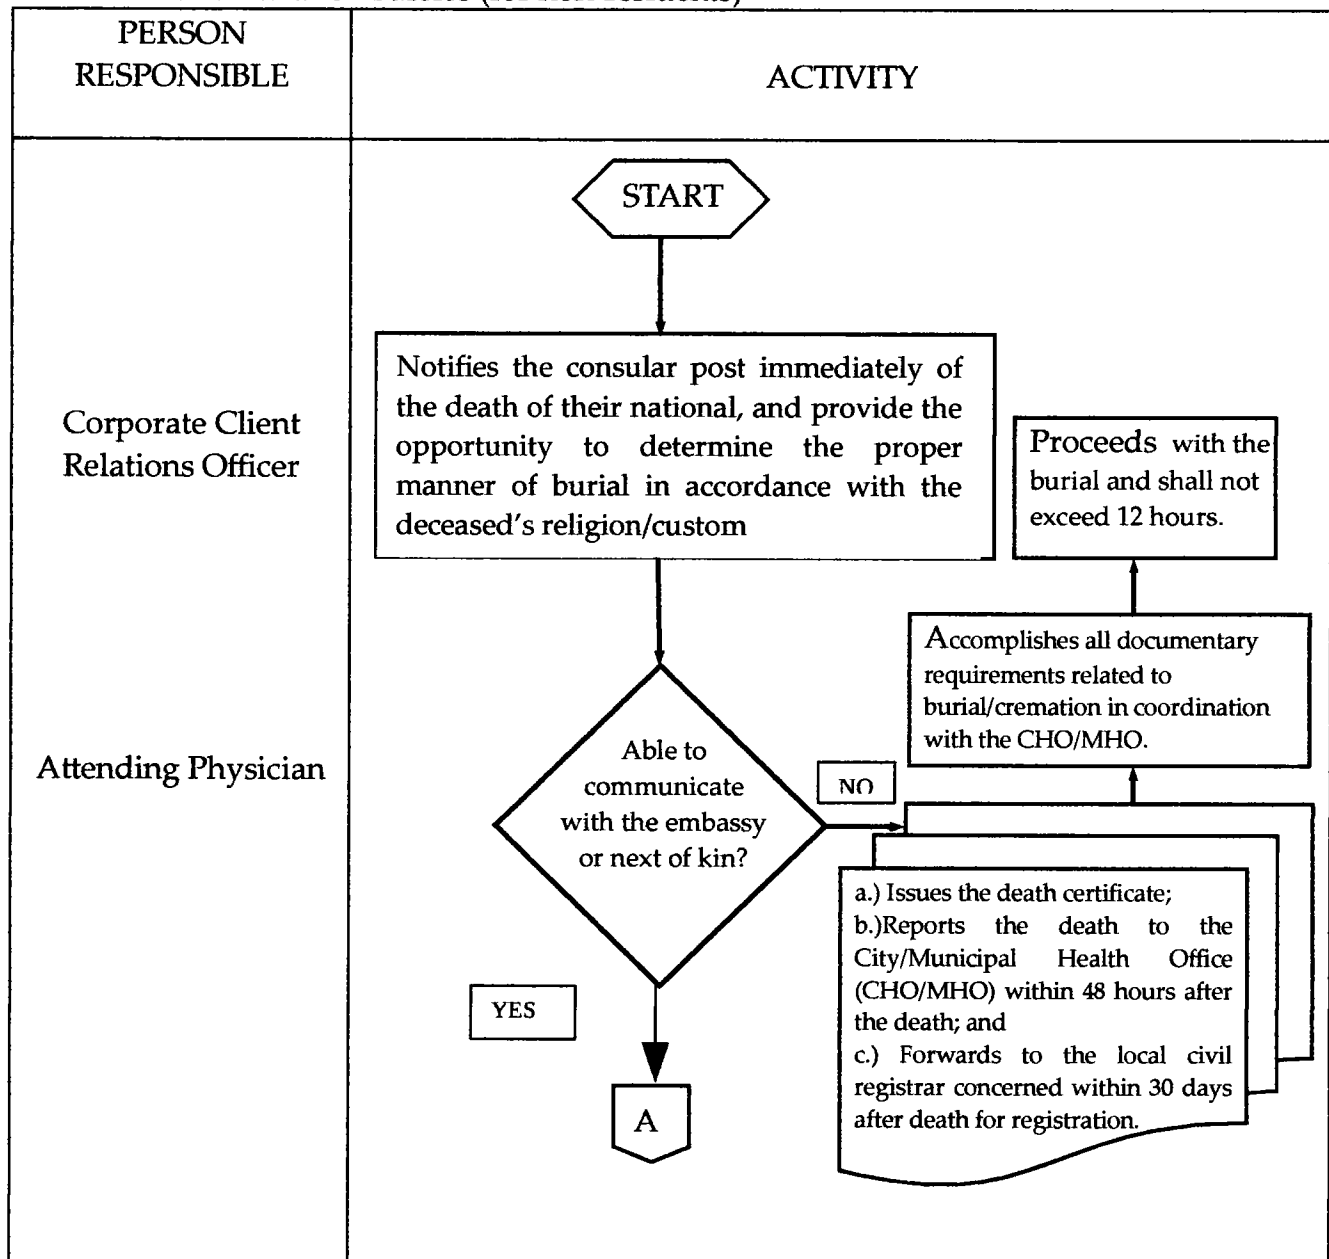 PERSON
RESPONSIBLE
ACTIVITY
START
Corporate Client
Relations Officer
Notifies the consular post immediately of
the death of their national, and provide the
opportunity to determine the proper
manner of burial in accordance with the
deceased's religion/custom
Proceeds with the
burial and shall not
exceed 12 hours.
Accomplishes all documentary
requirements related to
burial/cremation in coordination
with the CHO/MHO.
Attending Physician
Able to
communicate
with the embassy
or next of kin?
NO
a.) Issues the death certificate;
b.)Reports the death to the
City/Municipal Health Office
(CHO/MHO) within 48 hours after
the death; and
c.) Forwards to the local civil
registrar concerned within 30 days
after death for registration.
YES
A